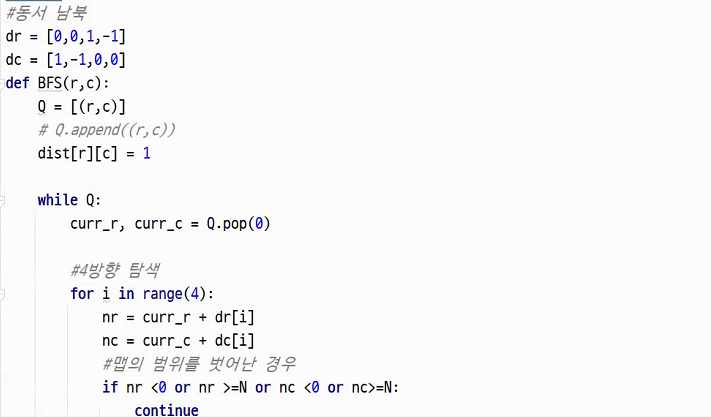 #동서 남북
dr = [0,0,1,-1]
dc = [1,-1,0,0]
def BFS(r,c):
    Q = [(r,c)]
    # Q.append((r,c))
    dist[r][c] = 1
    while Q:
        curr_r, curr_c = Q.pop(0)
        #4방향 탐색
        for i in range(4):
            nr = curr_r + dr[i]
            nc = curr_c + dc[i]
            #맵의 범위를 벗어난 경우
            if nr <0 or nr >=N or nc <0 or nc>=N:
                continue